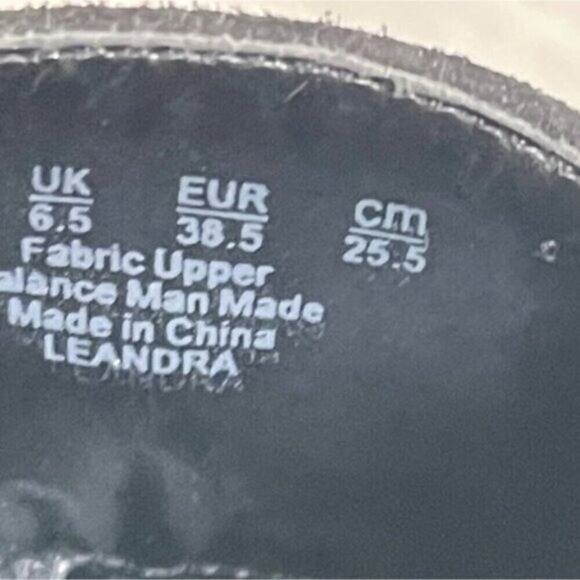 UK EUR cm
6.5 38.5 25.5
Fabric Upper
alance Man Made
Made in China
LEANDRA